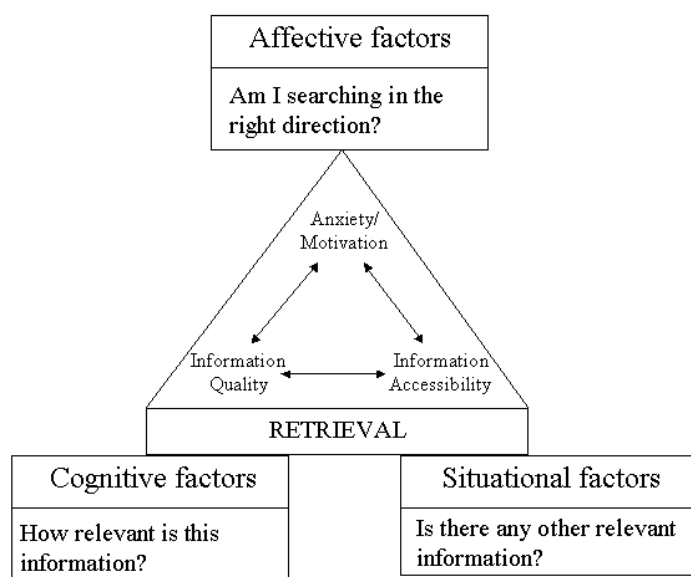 Affective factors
Am I searching in the
right direction?
Anxiety/
Motivation
Information
Quality
Information
Accessibility
RETRIEVAL
Cognitive factors
How relevant is this
information?
Situational factors
Is there any other relevant
information?